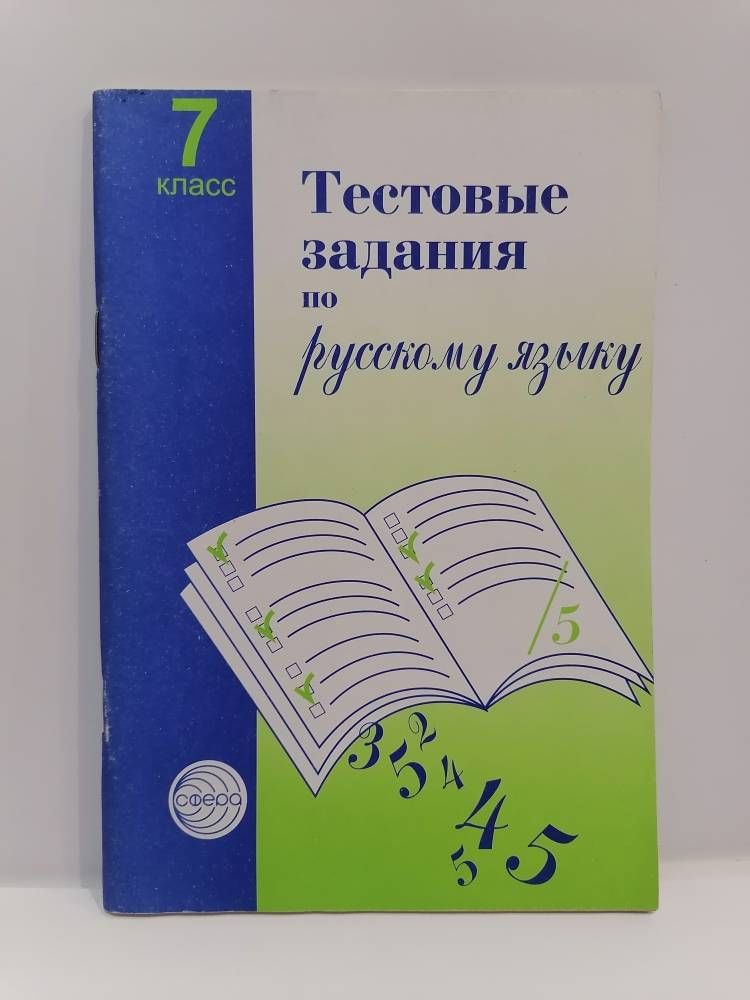 7
класс
Тестовые
задания
по
русскому языку
/5
3
5
2
4
4
5
5
сфера